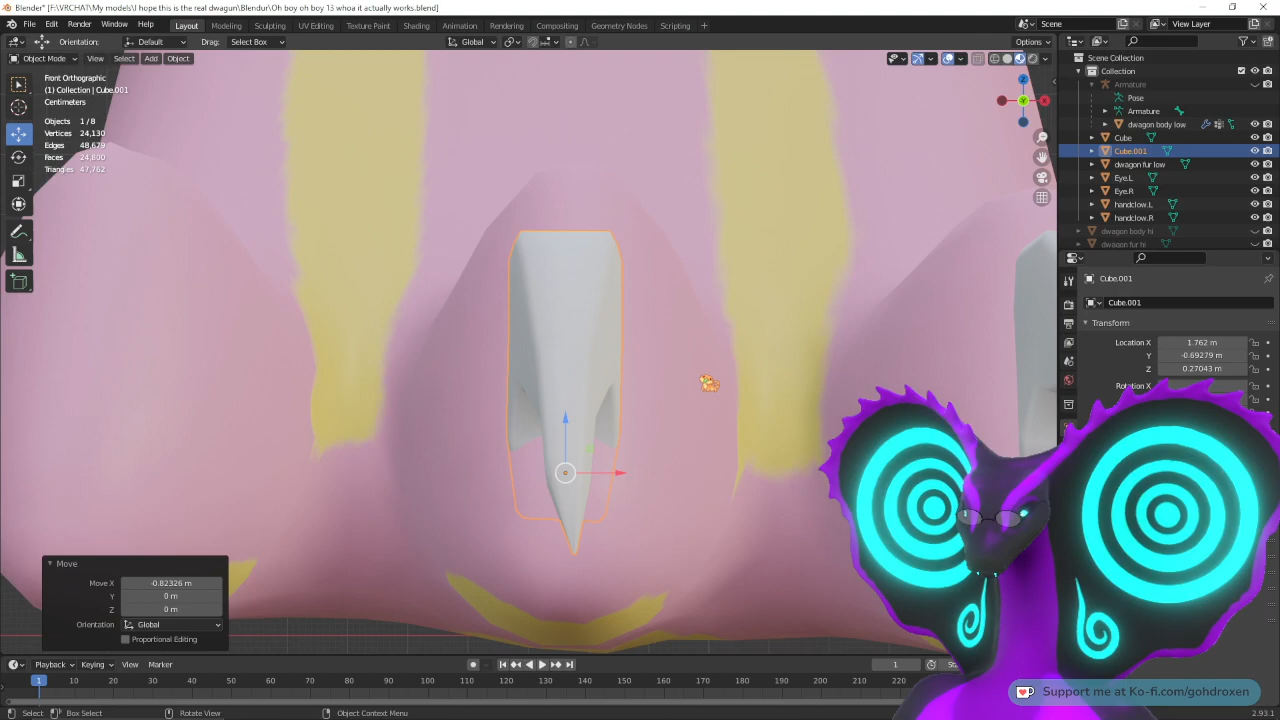 Blender* [F:\VRCHAT\My models\I hope this is the real dwagon\Blendur\Oh boy oh boy 13 whoa it actually works.blend]
File Edit Render Window Help Layout Modeling Sculpting UV Editing Texture Paint Shading Animation Rendering Compositing Geometry Nodes Scripting Scene View Layer
Orientation: Default Drag: Select Box Global Options
Object Mode View Select Add Object
Front Orthographic
(1) Collection | Cube.001
Centimeters
Objects 1/8
Vertices 24,130
Edges 48,679
Faces 24,800
Triangles 47,762
Scene Collection
Collection
Armature
Pose
Armature
dwagon body low
Cube
Cube.001
dwagon fur low
Eye.L
Eye.R
handclow.L
handclow.R
dwagon body hi
dwagon fur hi
Cube.001
Cube.001
Transform
Location X 1.762 m
Y -0.69279 m
Z 0.27043 m
Rotation X
Move
Move X -0.82326 m
Y 0 m
Z 0 m
Orientation Global
Proportional Editing
Playback Keying View Marker 1
1 10 20 30 40 50 60 70 80 90 100 110 120 130 140 150 160 170 180 190 200 210 220
Support me at Ko-fi.com/gohdroxen
Select Box Select Rotate View Object Context Menu 2.93.1